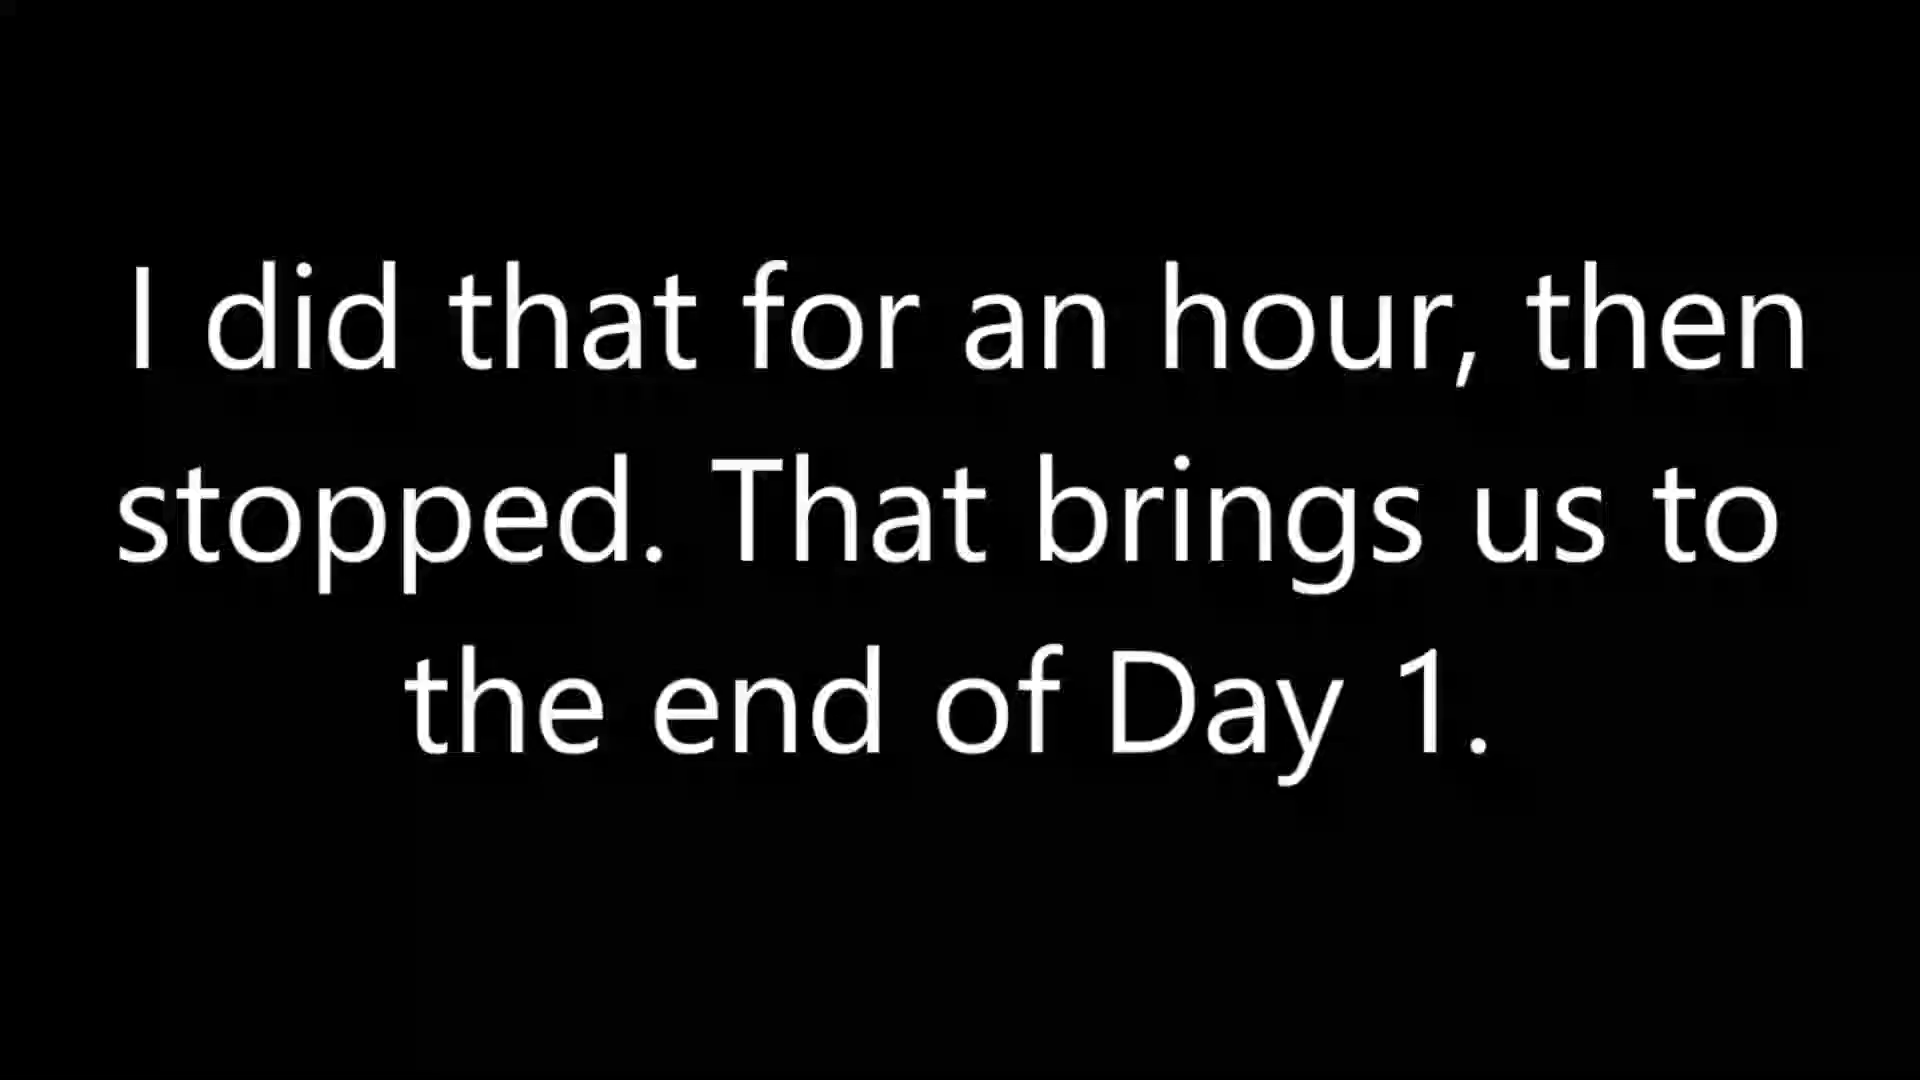 I did that for an hour, then
stopped. That brings us to
the end of Day 1.